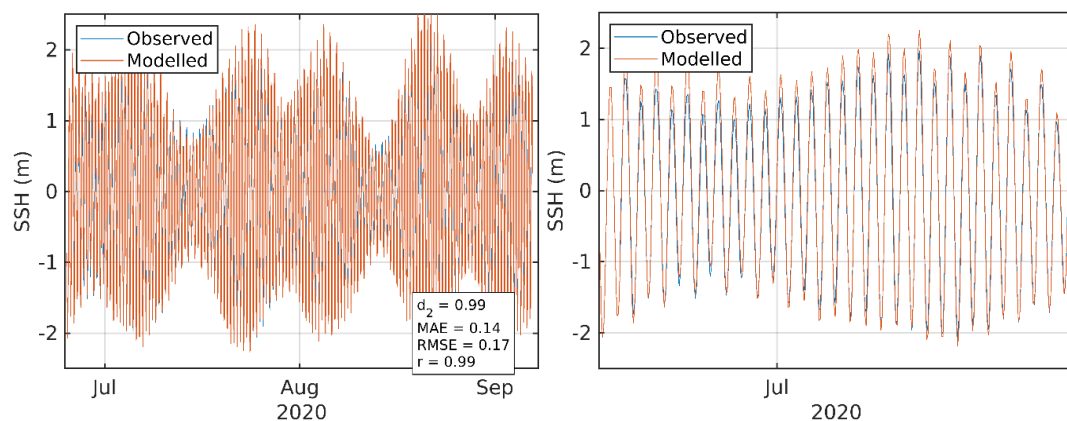 SSH (m)
2
1
0
-1
-2
Observed
Modelled
d2 = 0.99
MAE = 0.14
RMSE = 0.17
r = 0.99
Jul
Aug
Sep
2020
SSH (m)
2
1
0
-1
-2
Observed
Modelled
Jul
2020